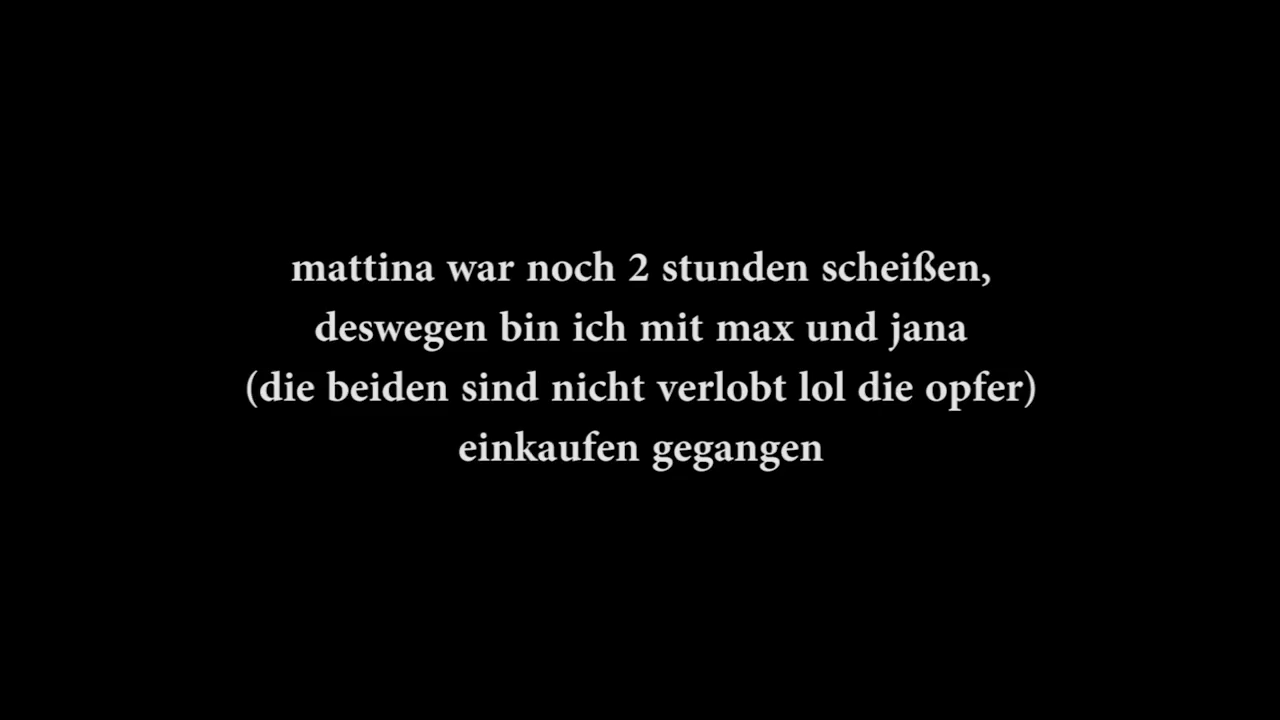 mattina war noch 2 stunden scheißen,
deswegen bin ich mit max und jana
(die beiden sind nicht verlobt lol die opfer)
einkaufen gegangen